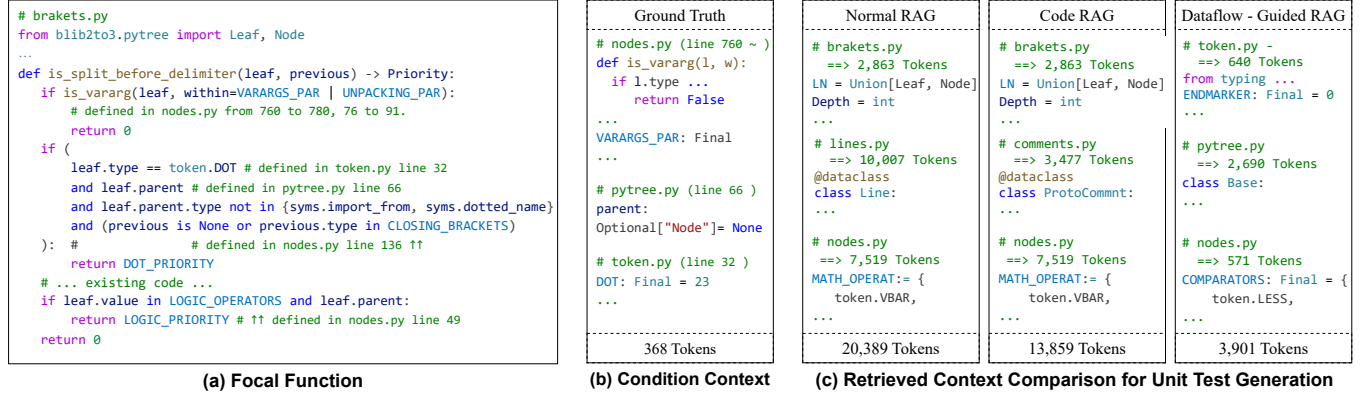 # brakets.py
from blib2to3.pytree import Leaf, Node
...
def is_split_before_delimiter(leaf, previous) -> Priority:
if is_vararg(leaf, within=VARARGS_PAR | UNPACKING_PAR):
# defined in nodes.py from 760 to 780, 76 to 91.
return 0
if (
leaf.type == token.DOT # defined in token.py line 32
and leaf.parent # defined in pytree.py line 66
and leaf.parent.type not in {syms.import_from, syms.dotted_name}
and (previous is None or previous.type in CLOSING_BRACKETS)
): # # defined in nodes.py line 136 ↑↑
return DOT_PRIORITY
# ... existing code ...
if leaf.value in LOGIC_OPERATORS and leaf.parent:
return LOGIC_PRIORITY # ↑↑ defined in nodes.py line 49
return 0
(a) Focal Function
Ground Truth
# nodes.py (line 760 ~ )
def is_vararg(l, w):
if l.type ...
return False
...
VARARGS_PAR: Final
...
# pytree.py (line 66 )
parent:
Optional["Node"]= None
# token.py (line 32 )
DOT: Final = 23
...
368 Tokens
(b) Condition Context
Normal RAG
# brakets.py
==> 2,863 Tokens
LN = Union[Leaf, Node]
Depth = int
...
# lines.py
==> 10,007 Tokens
@dataclass
class Line:
...
# nodes.py
==> 7,519 Tokens
MATH_OPERAT:= {
token.VBAR,
...
20,389 Tokens
Code RAG
# brakets.py
==> 2,863 Tokens
LN = Union[Leaf, Node]
Depth = int
...
# comments.py
==> 3,477 Tokens
@dataclass
class ProtoCommnt:
...
# nodes.py
==> 7,519 Tokens
MATH_OPERAT:= {
token.VBAR,
...
13,859 Tokens
Dataflow - Guided RAG
# token.py -
==> 640 Tokens
from typing ...
ENDMARKER: Final = 0
...
# pytree.py
==> 2,690 Tokens
class Base:
...
# nodes.py
==> 571 Tokens
COMPARATORS: Final = {
token.LESS,
...
3,901 Tokens
(c) Retrieved Context Comparison for Unit Test Generation